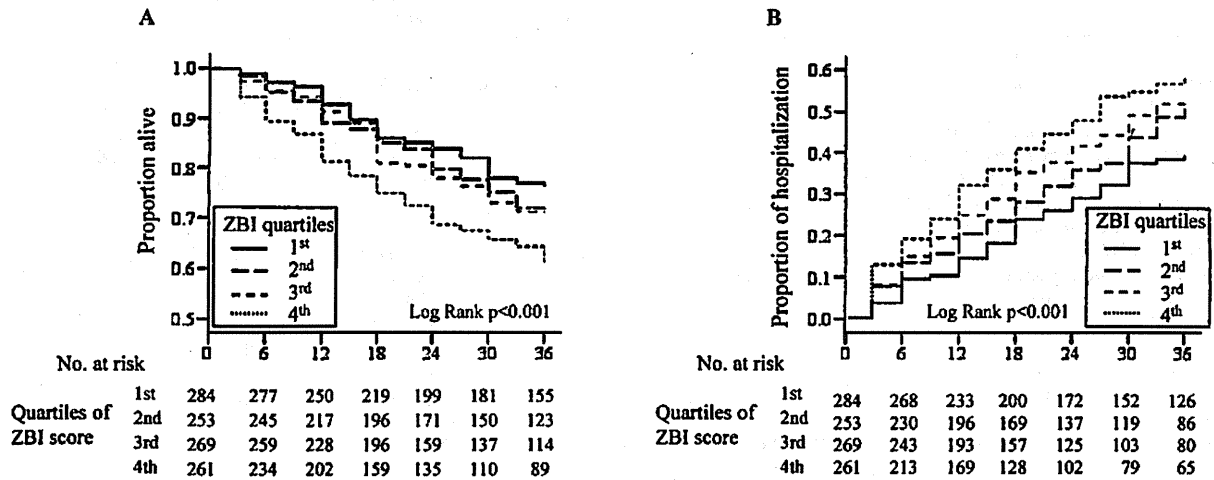 A
Proportion alive
1.0
0.9
0.8
0.7
0.6
0.5
ZBI quartiles
1st
2nd
3rd
4th
Log Rank p<0.001
0 6 12 18 24 30 36
No. at risk
Quartiles of
ZBI score
1st 284 277 250 219 199 181 155
2nd 253 245 217 196 171 150 123
3rd 269 259 228 196 159 137 114
4th 261 234 202 159 135 110 89
B
Proportion of hospitalization
0.6
0.5
0.4
0.3
0.2
0.1
0.0
ZBI quartiles
1st
2nd
3rd
4th
Log Rank p<0.001
0 6 12 18 24 30 36
No. at risk
Quartiles of
ZBI score
1st 284 268 233 200 172 152 126
2nd 253 230 196 169 137 119 86
3rd 269 243 193 157 125 103 80
4th 261 213 169 128 102 79 65